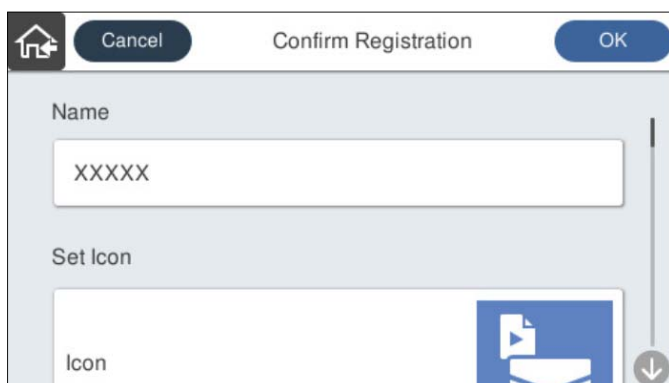 Cancel Confirm Registration OK
Name
XXXXX
Set Icon
Icon